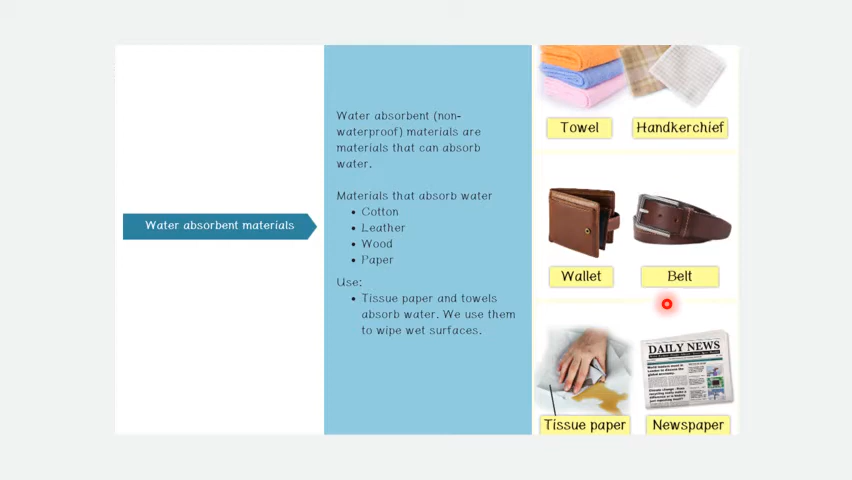 Water absorbent materials
Water absorbent (non-
waterproof) materials are
materials that can absorb
water.
Materials that absorb water
• Cotton
• Leather
• Wood
• Paper
Use:
• Tissue paper and towels
absorb water. We use them
to wipe wet surfaces.
Towel
Handkerchief
Wallet
Belt
DAILY NEWS
Tissue paper
Newspaper